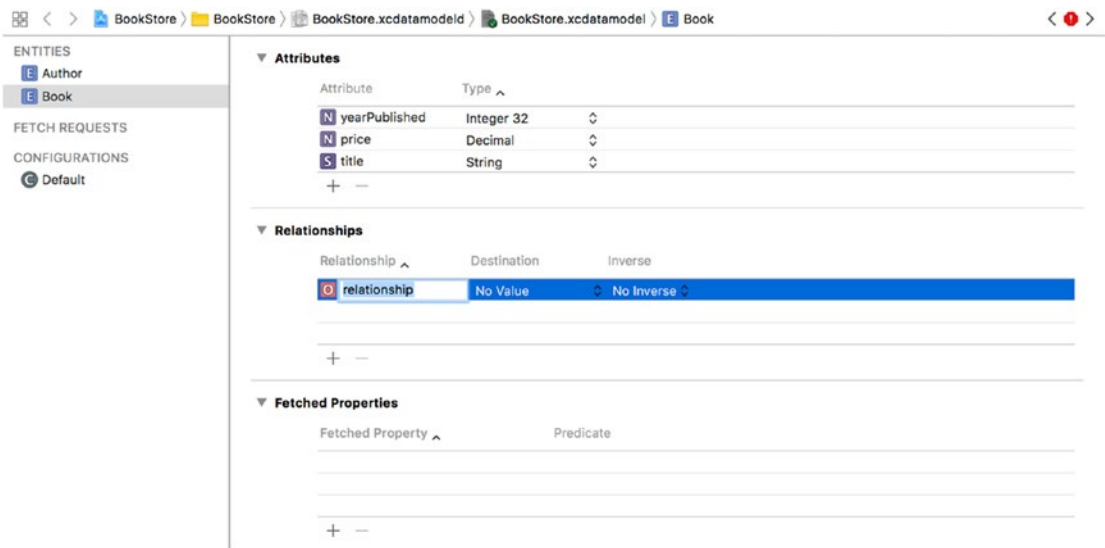 BookStore 〉 BookStore 〉 BookStore.xcdatamodeld 〉 BookStore.xcdatamodel 〉 E Book
ENTITIES
E Author
E Book
FETCH REQUESTS
CONFIGURATIONS
C Default
Attributes
Attribute Type
N yearPublished Integer 32
N price Decimal
S title String
Relationships
Relationship Destination Inverse
O relationship No Value No Inverse
Fetched Properties
Fetched Property Predicate